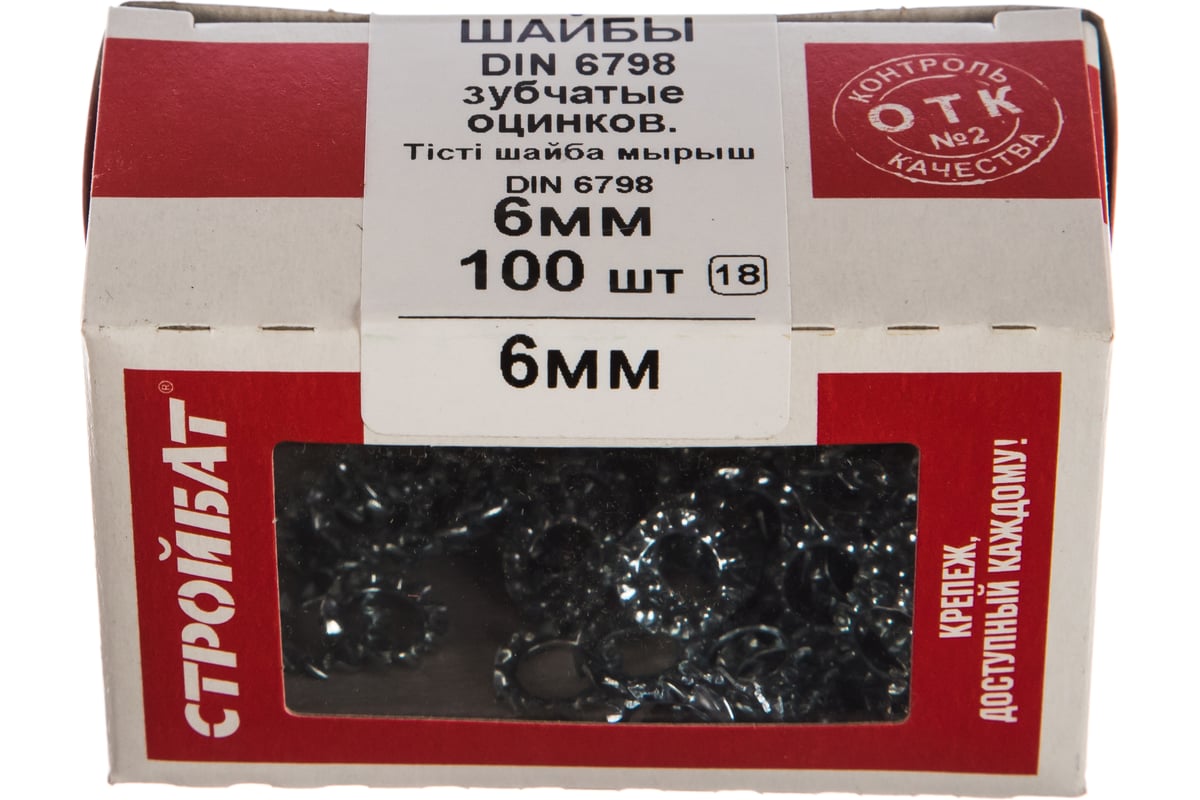 ШАЙБЫ
DIN 6798
зубчатые
оцинков.
Тісті шайба мырыш
DIN 6798
6мм
100 шт 18
6мм
КОНТРОЛЬ
ОТК
№2
КАЧЕСТВА
СТРОЙБАТ®
КРЕПЕЖ,
ДОСТУПНЫЙ КАЖДОМУ!